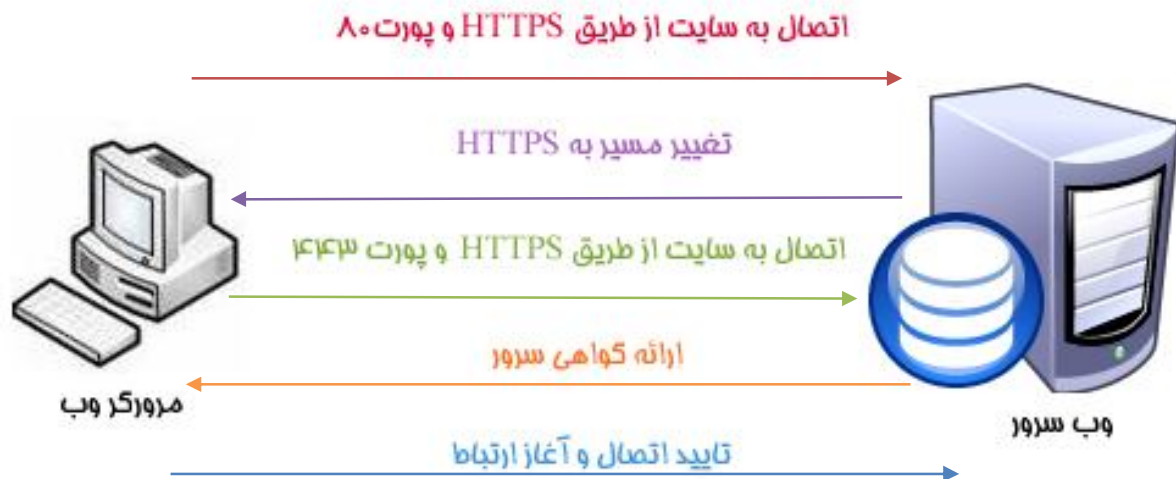 اتصال به سایت از طریق HTTPS و پورت ۸۰
تغییر مسیر به HTTPS
اتصال به سایت از طریق HTTPS و پورت ۴۴۳
ارائه گواهی سرور
مرورگر وب
وب سرور
تایید اتصال و آغاز ارتباط